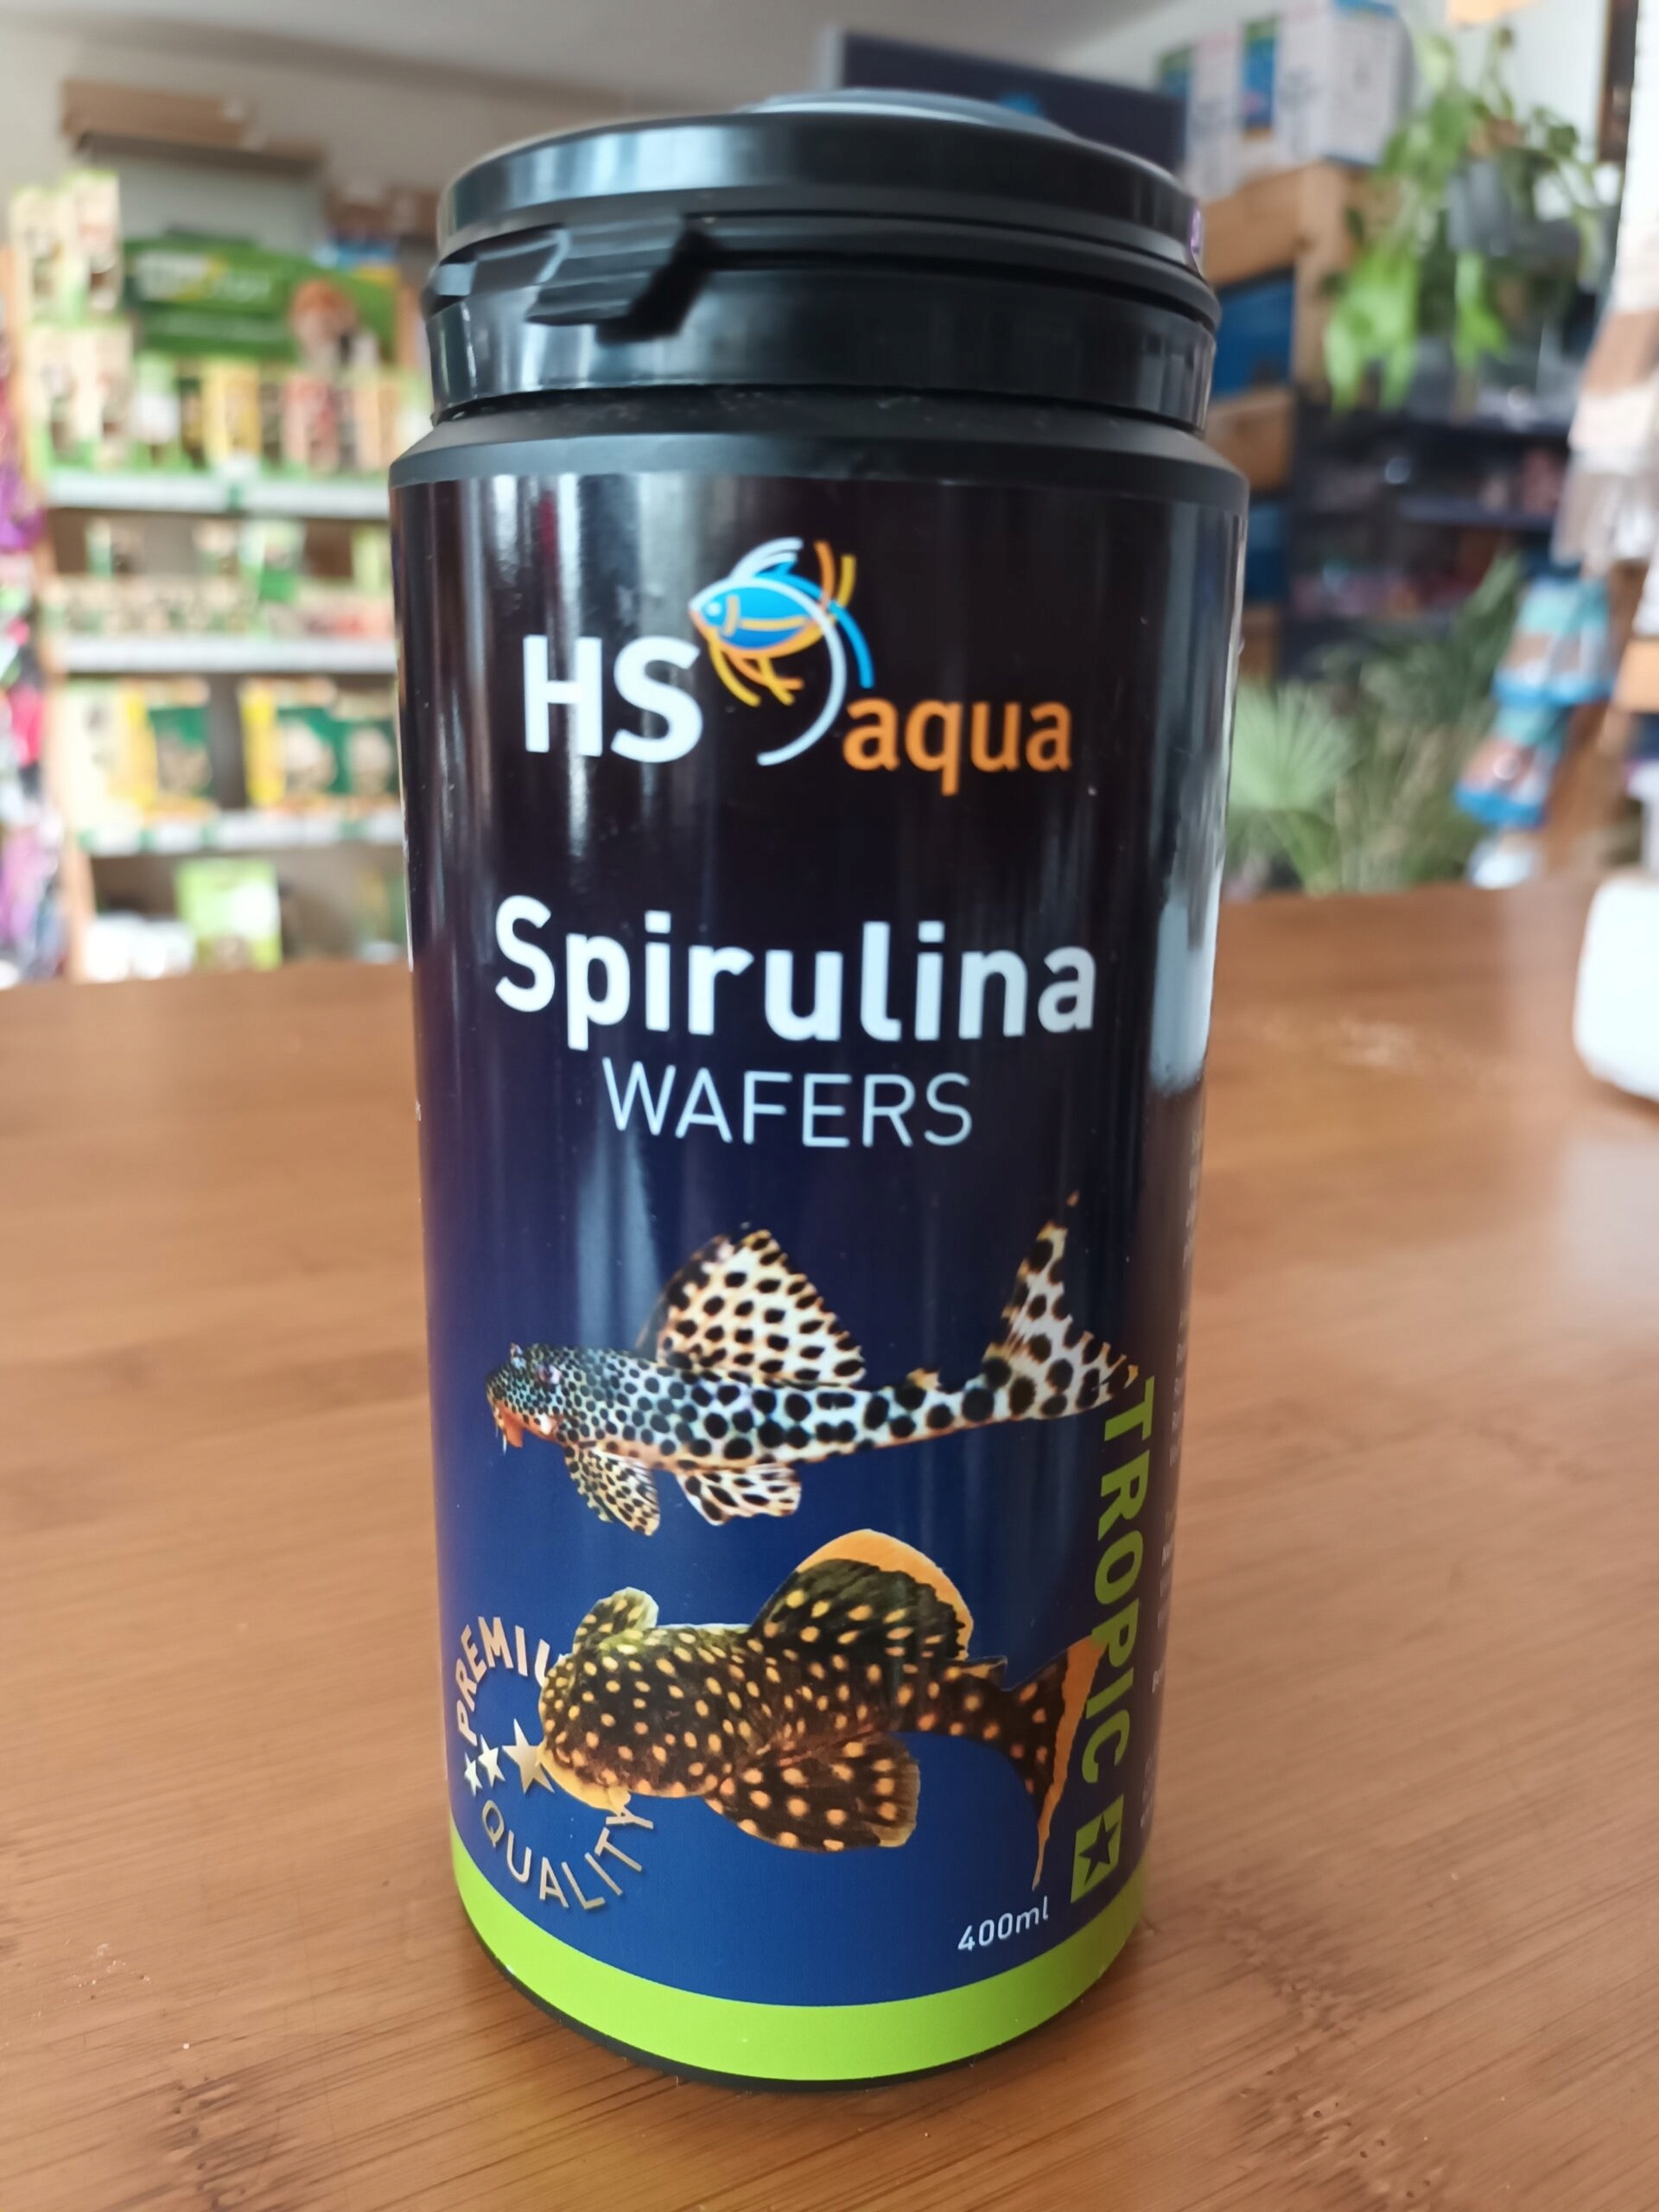 HS aqua
Spirulina
WAFERS
TROPIC
PREMIU
QUALITY
400ml